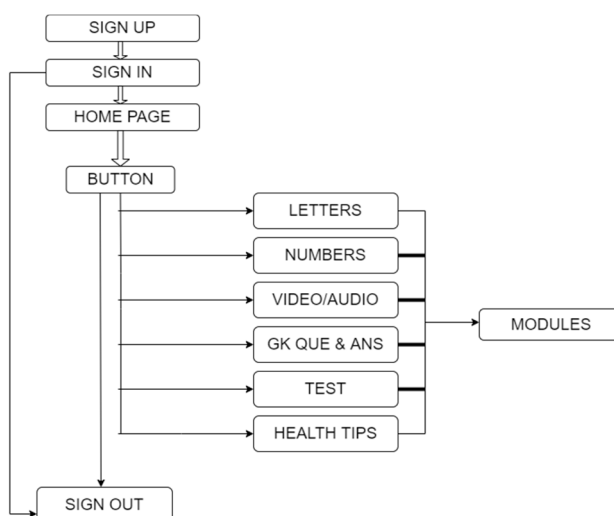 SIGN UP
SIGN IN
HOME PAGE
BUTTON
LETTERS
NUMBERS
VIDEO/AUDIO
GK QUE & ANS
TEST
HEALTH TIPS
MODULES
SIGN OUT